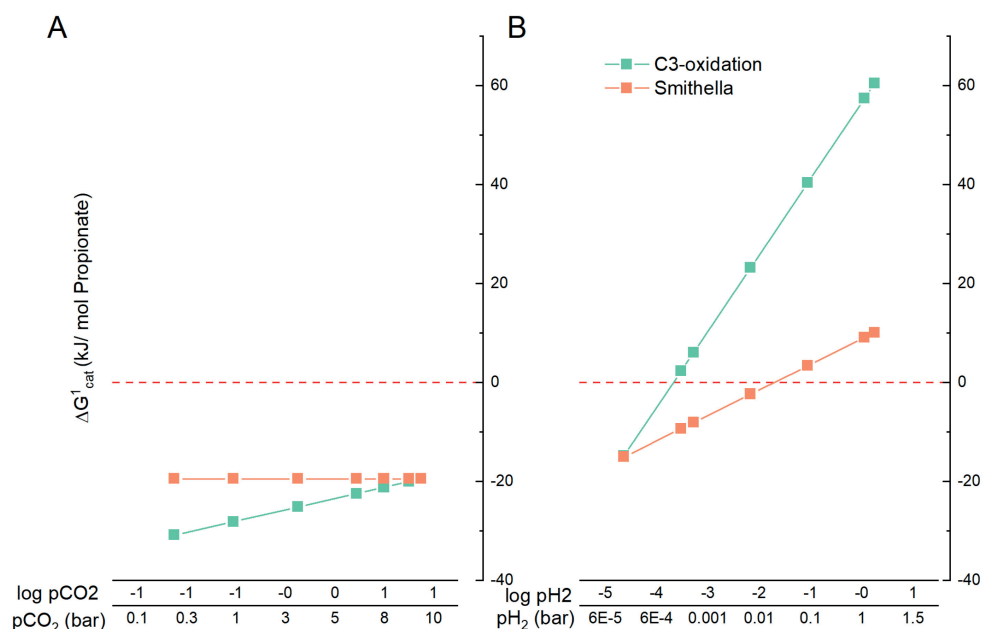 A
B
C3-oxidation
Smithella
ΔG¹cat (kJ/ mol Propionate)
60
40
20
0
-20
-40
60
40
20
0
-20
-40
log pCO2 -1 -1 -1 -0 0 1 1
pCO₂ (bar) 0.1 0.3 1 3 5 8 10
log pH2 -5 -4 -3 -2 -1 -0 1
pH₂ (bar) 6E-5 6E-4 0.001 0.01 0.1 1 1.5